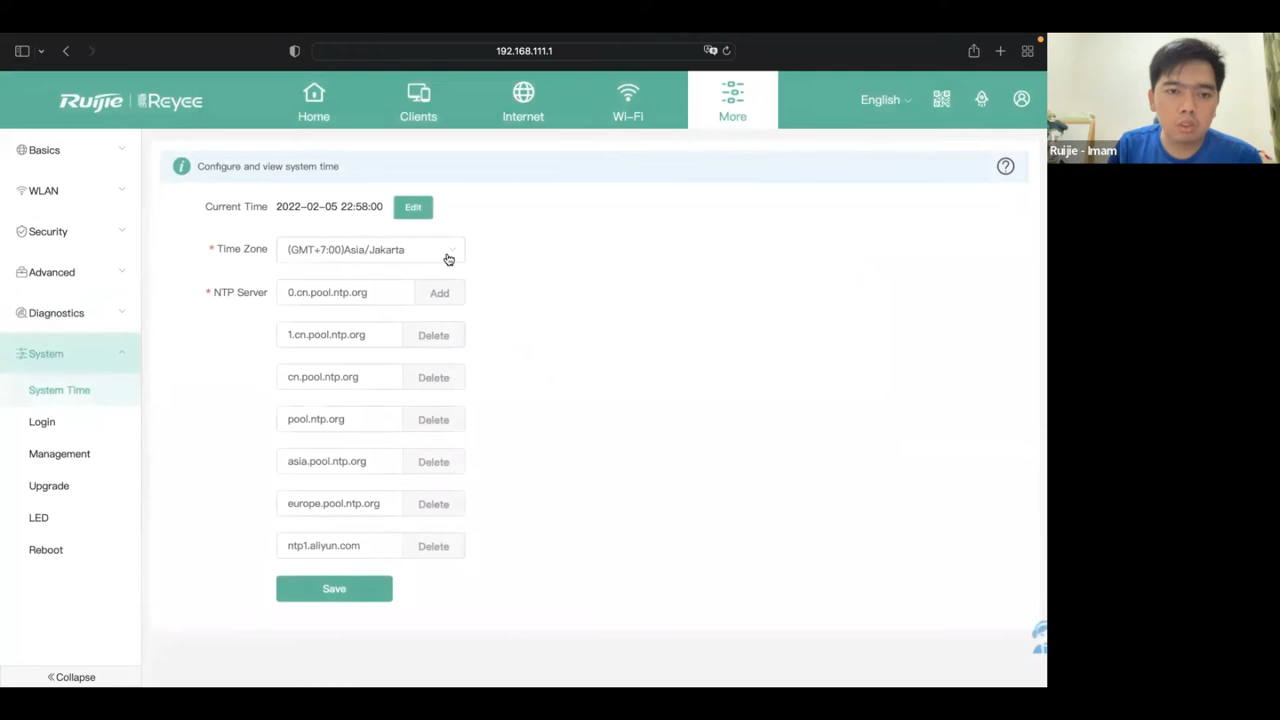 192.168.111.1
Ruijie | Reyee
Home
Clients
Internet
Wi-Fi
More
English
Ruijie - Imam
Basics
WLAN
Security
Advanced
Diagnostics
System
System Time
Login
Management
Upgrade
LED
Reboot
Collapse
Configure and view system time
Current Time 2022-02-05 22:58:00 Edit
* Time Zone (GMT+7:00)Asia/Jakarta
* NTP Server 0.cn.pool.ntp.org Add
1.cn.pool.ntp.org Delete
cn.pool.ntp.org Delete
pool.ntp.org Delete
asia.pool.ntp.org Delete
europe.pool.ntp.org Delete
ntp1.aliyun.com Delete
Save